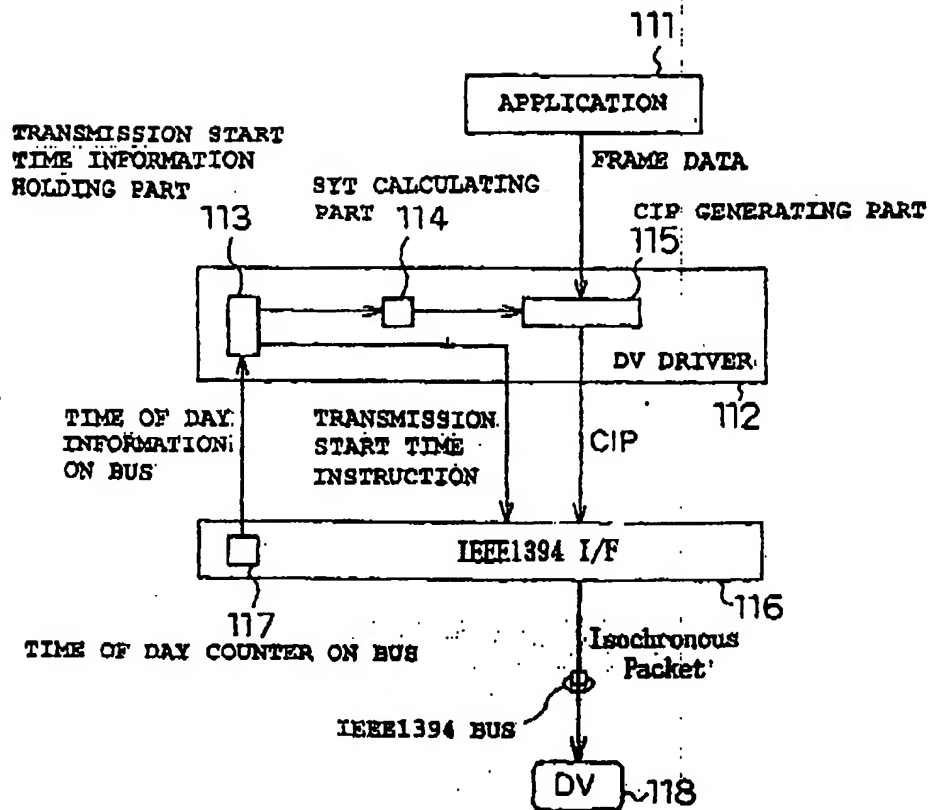 111
APPLICATION
TRANSMISSION START
TIME INFORMATION
HOLDING PART
113
SYT CALCULATING
PART
114
FRAME DATA
CIP GENERATING PART
115
DV DRIVER
112
TIME OF DAY
INFORMATION
ON BUS
TRANSMISSION
START TIME
INSTRUCTION
CIP
IEEE1394 I/F
116
117
TIME OF DAY COUNTER ON BUS
Isochronous
Packet
IEEE1394 BUS
DV
118